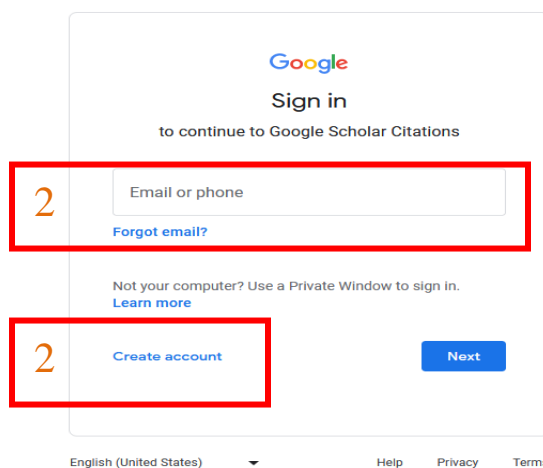 Google
Sign in
to continue to Google Scholar Citations
2
Email or phone
Forgot email?
Not your computer? Use a Private Window to sign in.
Learn more
2
Create account
Next
English (United States)
Help
Privacy
Terms